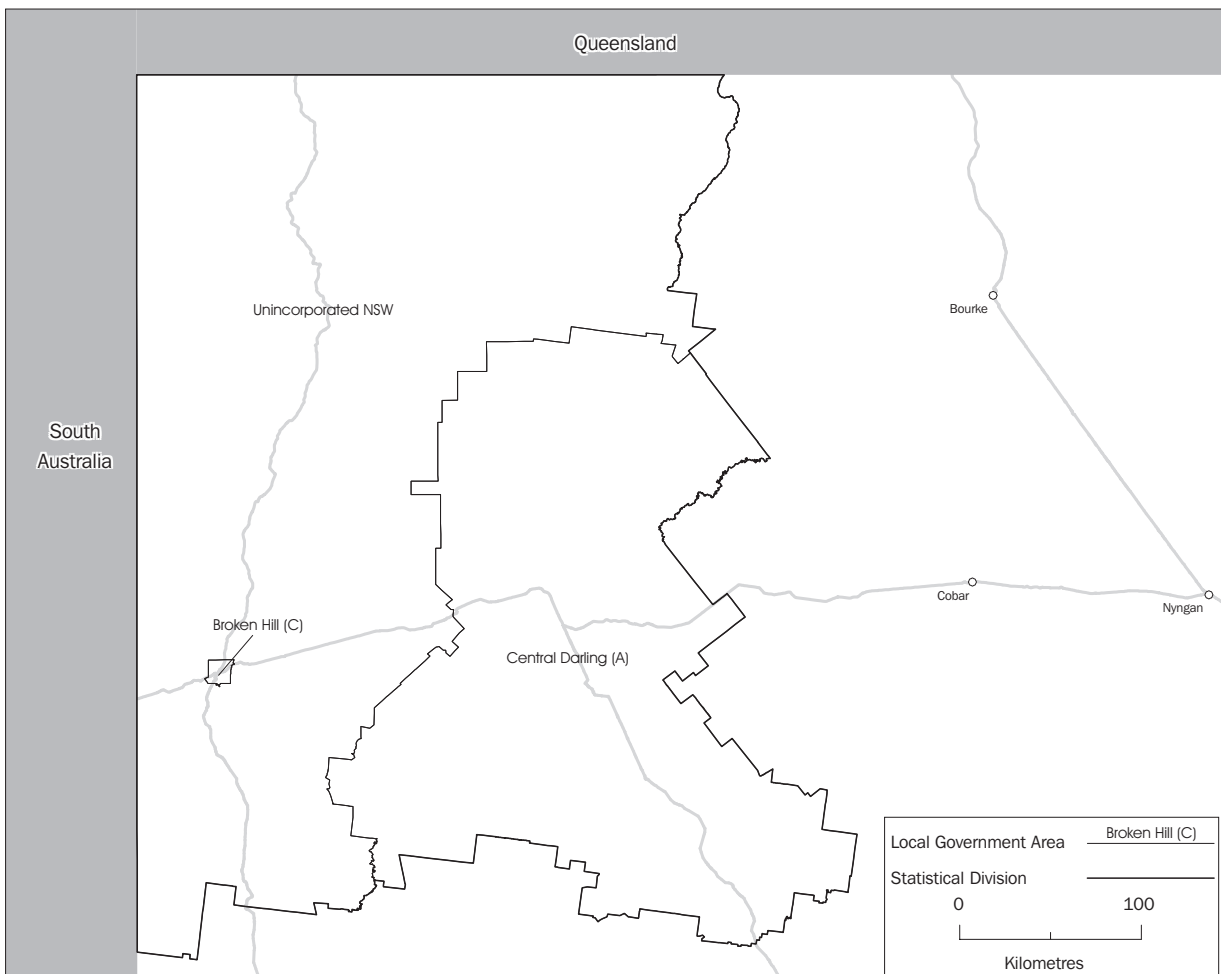 Queensland
South
Australia
Unincorporated NSW
Bourke
Cobar
Nyngan
Broken Hill (C)
Central Darling (A)
Local Government Area
Broken Hill (C)
Statistical Division
0 100
Kilometres